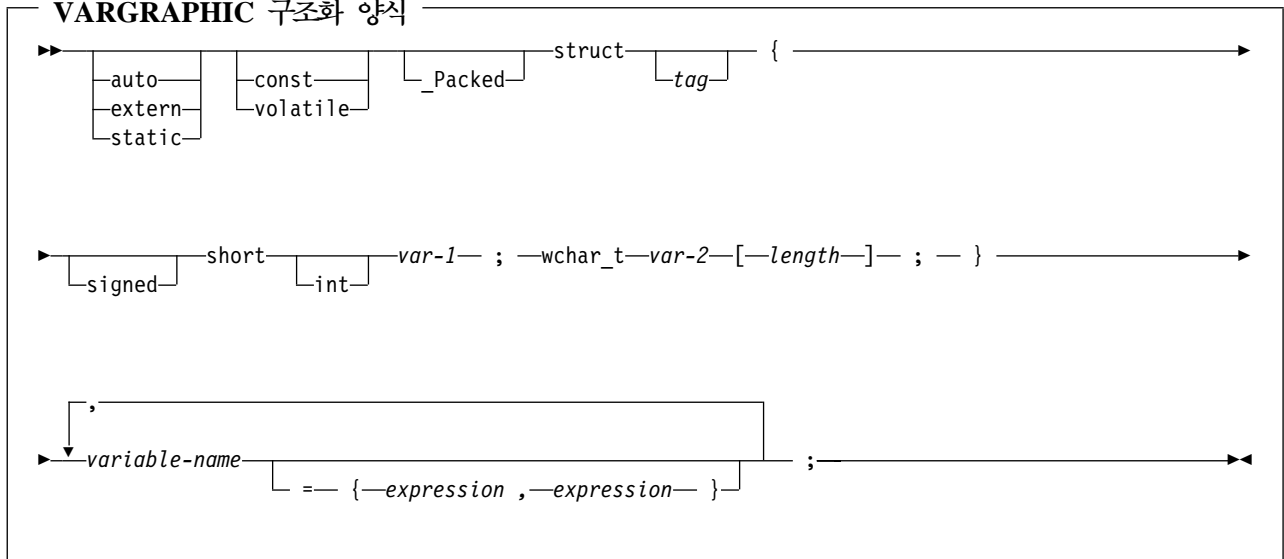 VARGRAPHIC 구조화 양식
struct {
auto const _Packed tag
extern volatile
static
short var-1 ; wchar_t var-2 [ length ] ; }
signed int
,
variable-name ;
= { expression , expression }